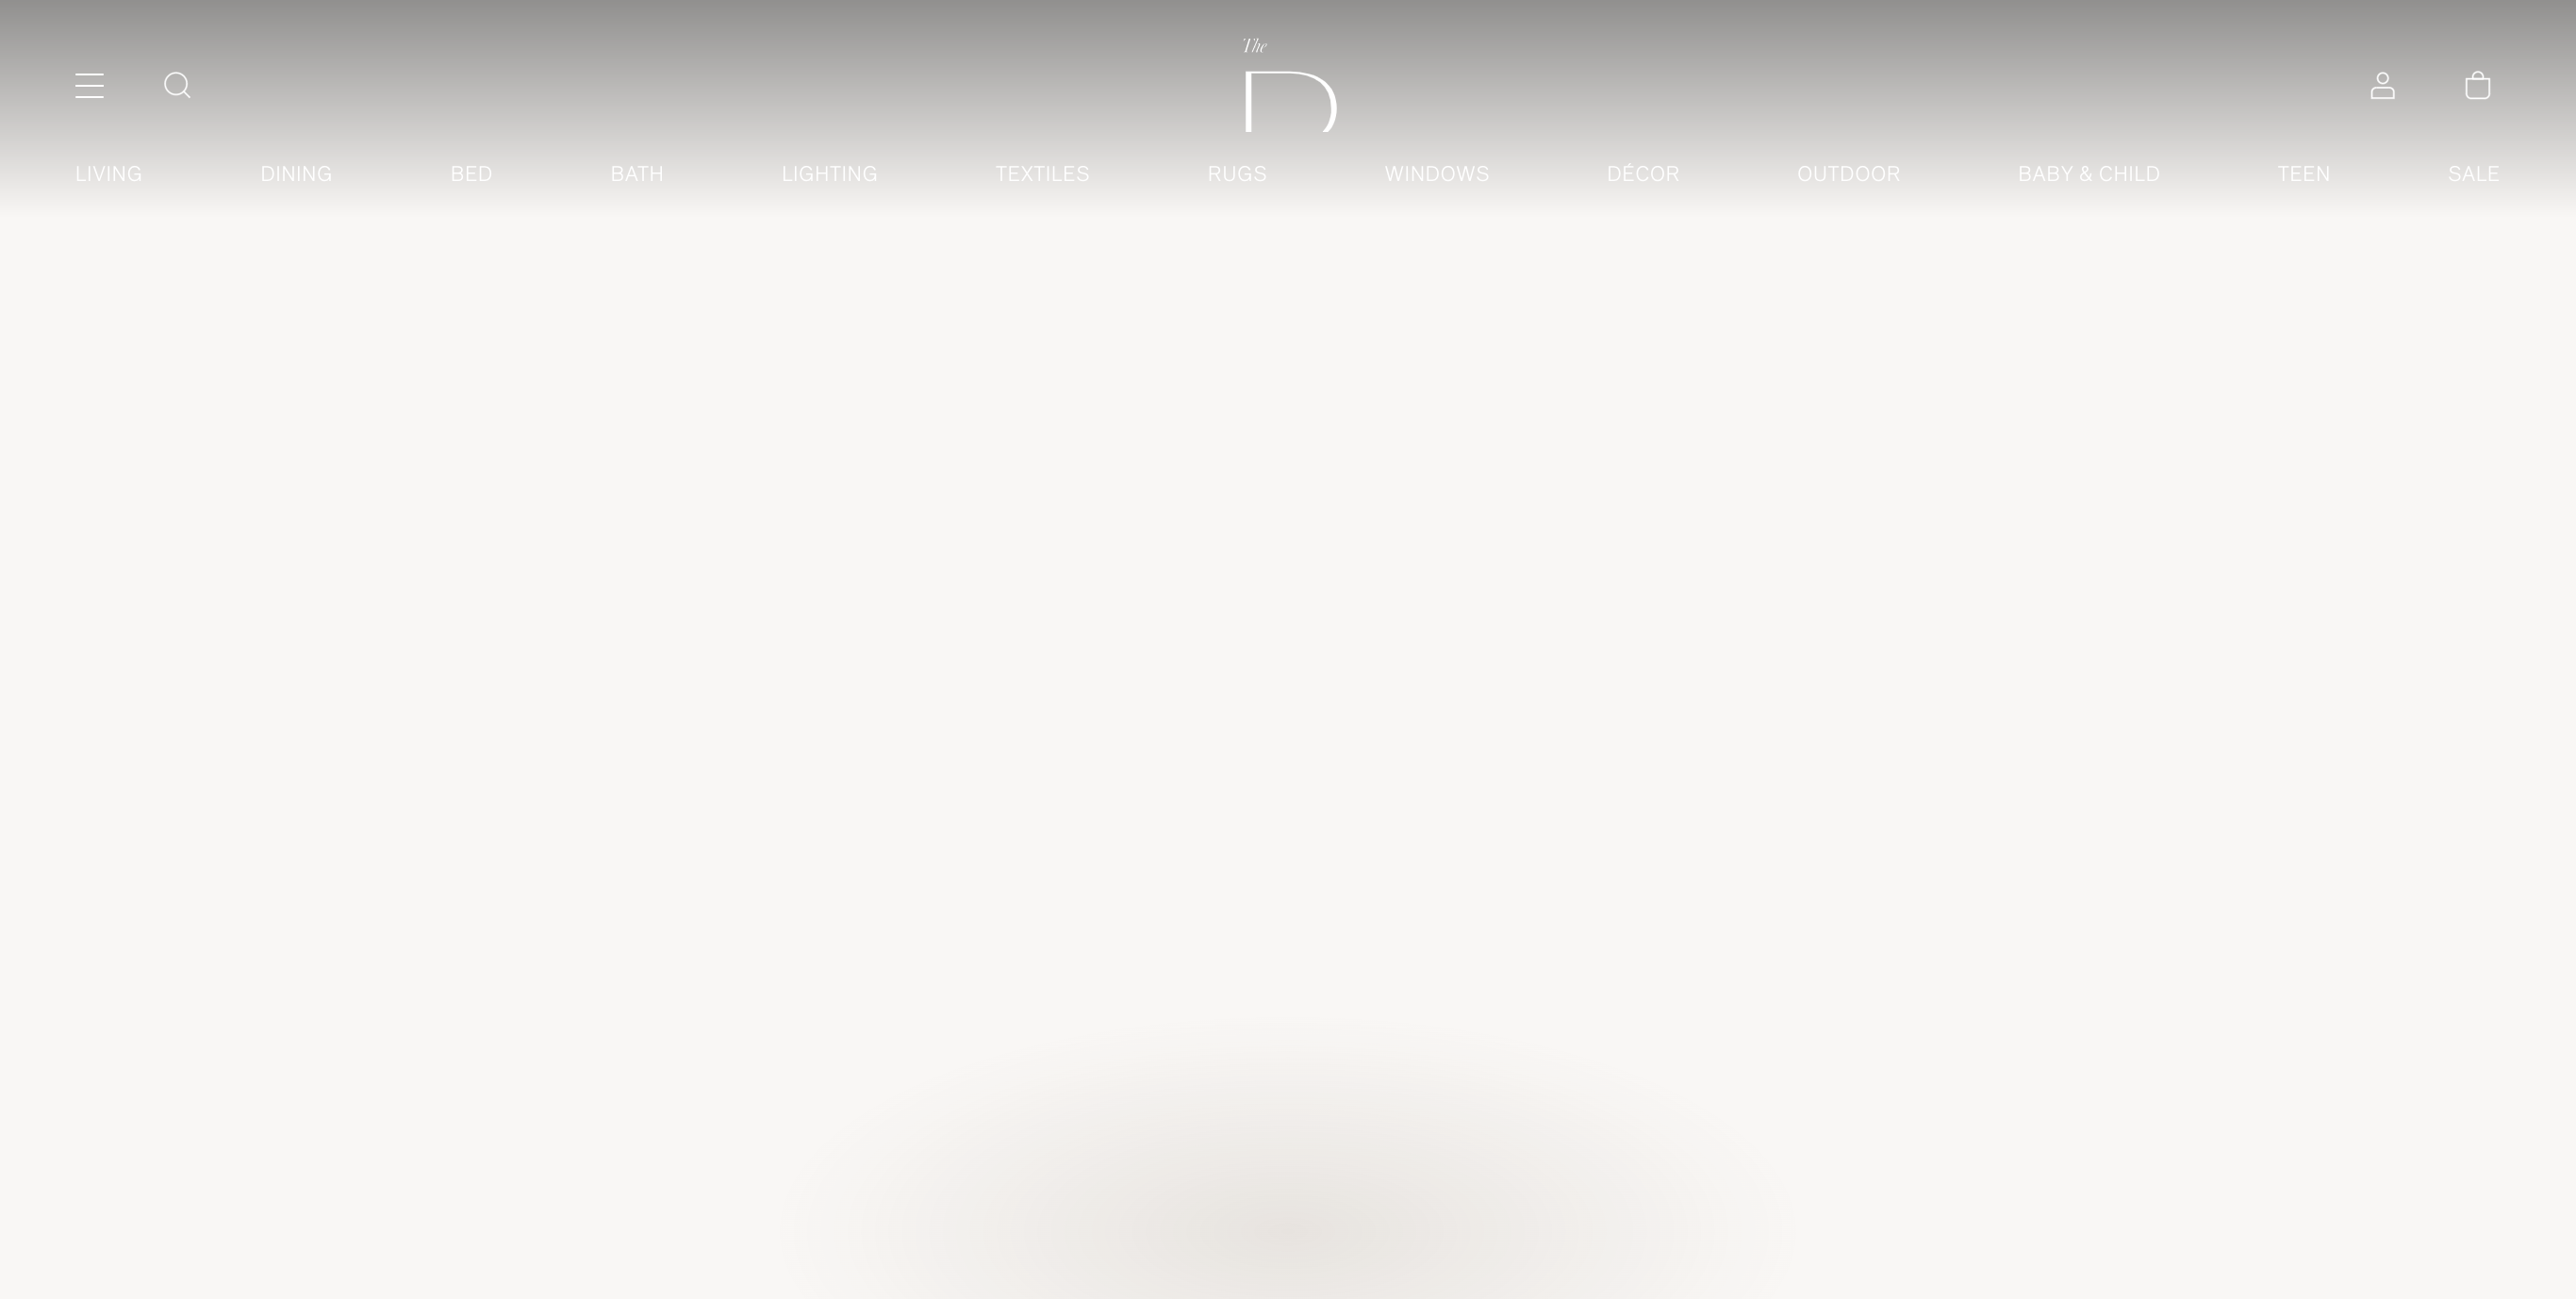 The
D
LIVING DINING BED BATH LIGHTING TEXTILES RUGS WINDOWS DÉCOR OUTDOOR BABY & CHILD TEEN SALE